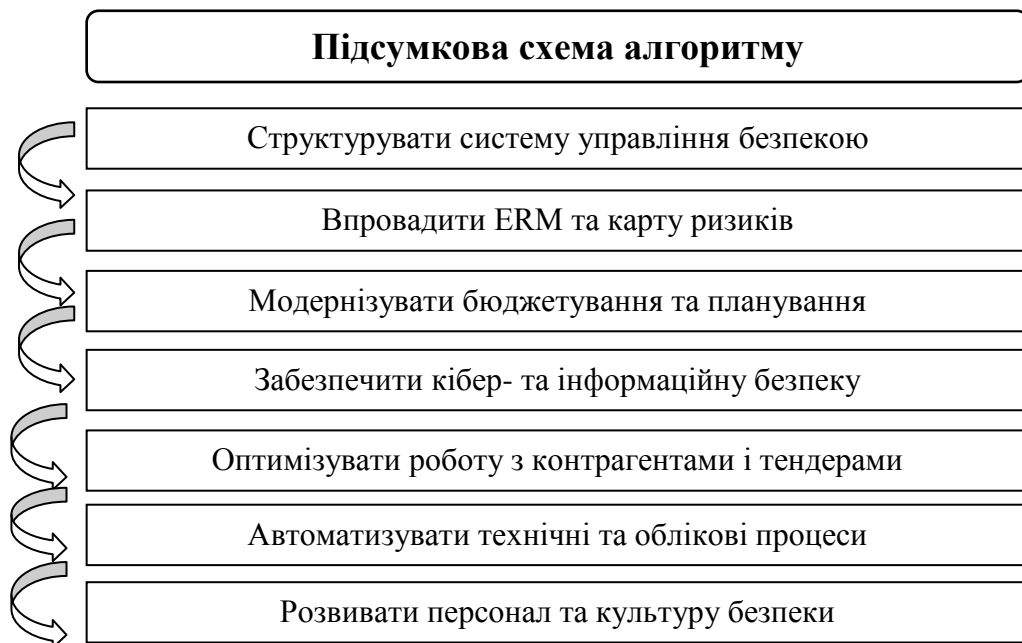 Підсумкова схема алгоритму
Структурувати систему управління безпекою
Впровадити ERM та карту ризиків
Модернізувати бюджетування та планування
Забезпечити кібер- та інформаційну безпеку
Оптимізувати роботу з контрагентами і тендерами
Автоматизувати технічні та облікові процеси
Розвивати персонал та культуру безпеки